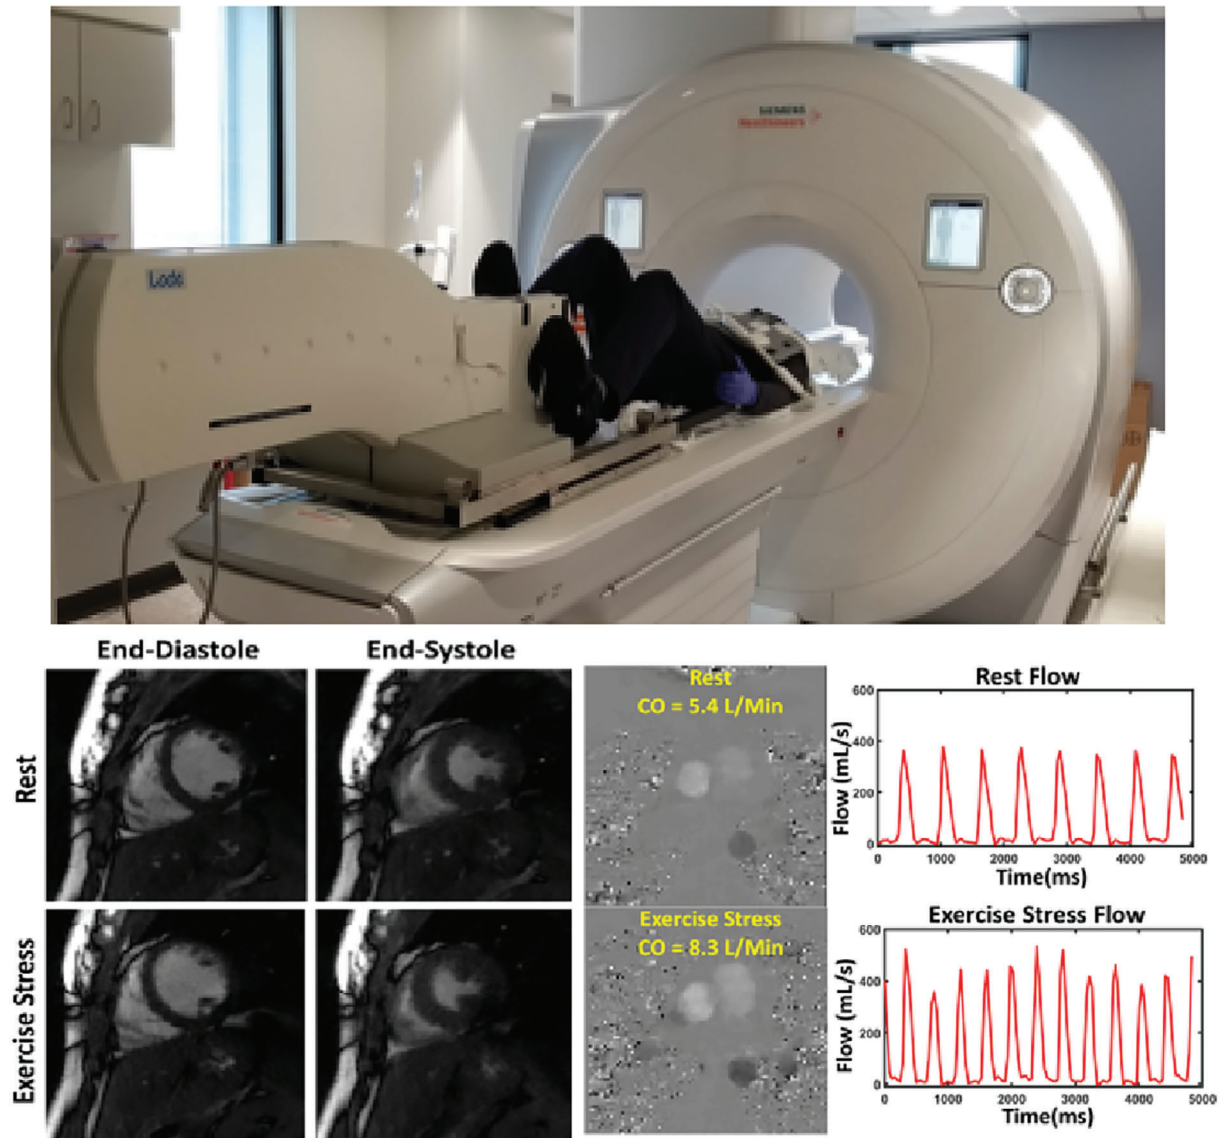 SIEMENS
Healthineers
Lode
End-Diastole
End-Systole
Rest
Exercise Stress
Rest
CO = 5.4 L/Min
Exercise Stress
CO = 8.3 L/Min
Rest Flow
Flow (mL/s)
600
400
200
0
0 1000 2000 3000 4000 5000
Time(ms)
Exercise Stress Flow
Flow (mL/s)
600
400
200
0
0 1000 2000 3000 4000 5000
Time(ms)